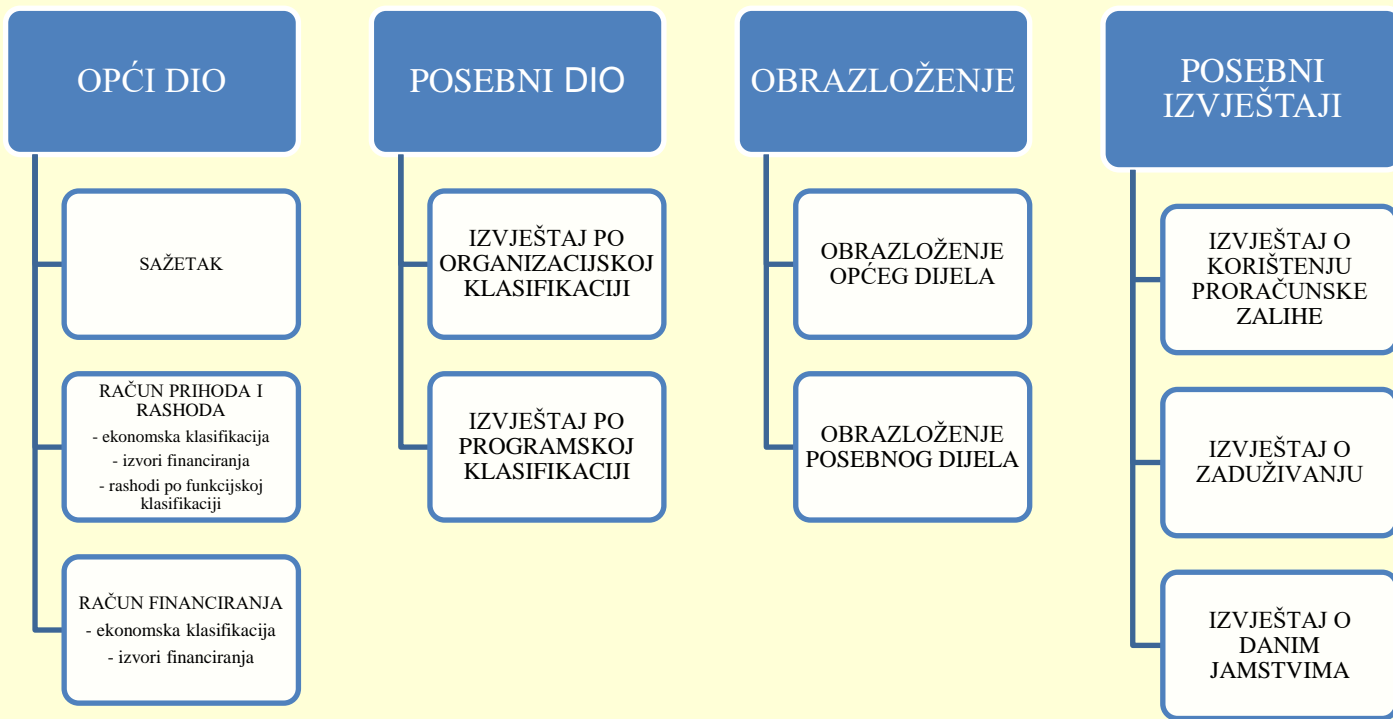 OPĆI DIO
SAŽETAK
RAČUN PRIHODA I
RASHODA
- ekonomska klasifikacija
- izvori financiranja
- rashodi po funkcijskoj
klasifikaciji
RAČUN FINANCIRANJA
- ekonomska klasifikacija
- izvori financiranja
POSEBNI DIO
IZVJEŠTAJ PO
ORGANIZACIJSKOJ
KLASIFIKACIJI
IZVJEŠTAJ PO
PROGRAMSKOJ
KLASIFIKACIJI
OBRAZLOŽENJE
OBRAZLOŽENJE
OPĆEG DIJELA
OBRAZLOŽENJE
POSEBNOG DIJELA
POSEBNI
IZVJEŠTAJI
IZVJEŠTAJ O
KORIŠTENJU
PRORAČUNSKE
ZALIHE
IZVJEŠTAJ O
ZADUŽIVANJU
IZVJEŠTAJ O
DANIM
JAMSTVIMA